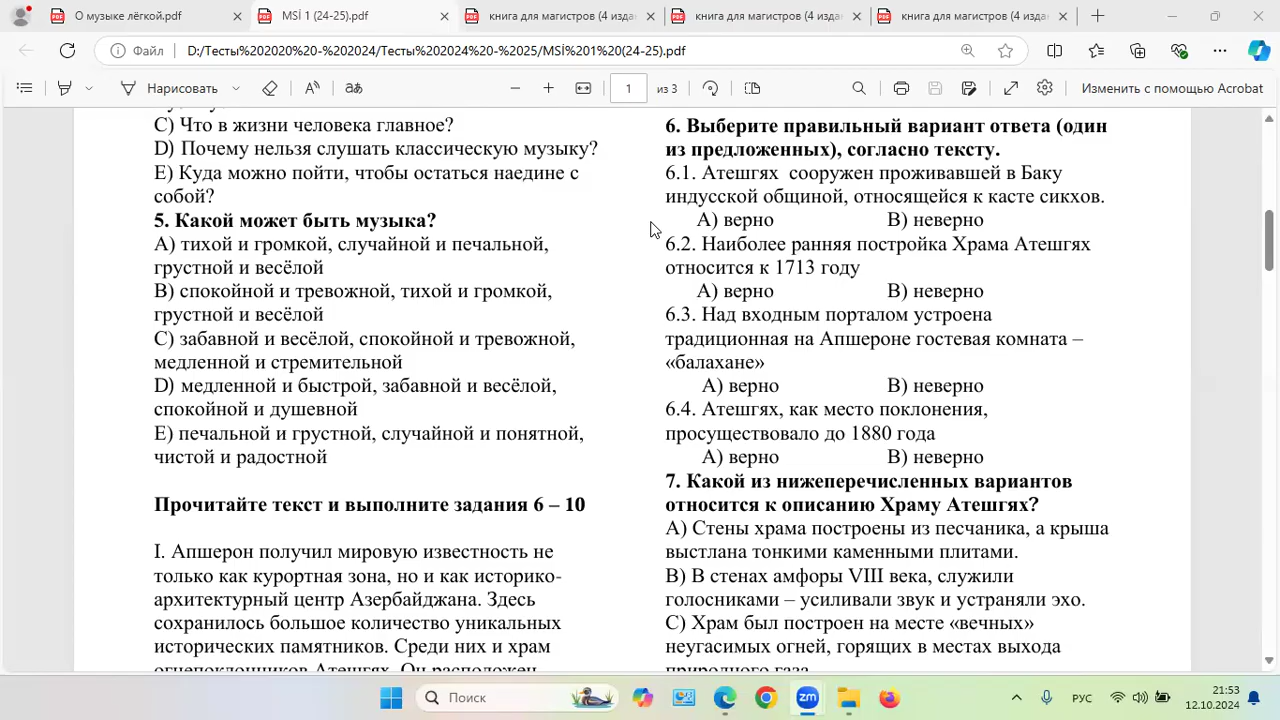 О музыке лёгкой.pdf
MSİ 1 (24-25).pdf
книга для магистров (4 изда
книга для магистров (4 изда
книга для магистров (4 изда
Файл
D:/Тесты%202020%20-%202024/Тесты%202024%20-%2025/MSİ%201%20(24-25).pdf
Нарисовать
1
из 3
Изменить с помощью Acrobat
C) Что в жизни человека главное?
D) Почему нельзя слушать классическую музыку?
E) Куда можно пойти, чтобы остаться наедине с
собой?
5. Какой может быть музыка?
A) тихой и громкой, случайной и печальной,
грустной и весёлой
B) спокойной и тревожной, тихой и громкой,
грустной и весёлой
C) забавной и весёлой, спокойной и тревожной,
медленной и стремительной
D) медленной и быстрой, забавной и весёлой,
спокойной и душевной
E) печальной и грустной, случайной и понятной,
чистой и радостной
Прочитайте текст и выполните задания 6 – 10
I. Апшерон получил мировую известность не
только как курортная зона, но и как историко-
архитектурный центр Азербайджана. Здесь
сохранилось большое количество уникальных
исторических памятников. Среди них и храм
огнепоклонников Атешгях. Он расположен
6. Выберите правильный вариант ответа (один
из предложенных), согласно тексту.
6.1. Атешгях сооружен проживавшей в Баку
индусской общиной, относящейся к касте сикхов.
A) верно B) неверно
6.2. Наиболее ранняя постройка Храма Атешгях
относится к 1713 году
A) верно B) неверно
6.3. Над входным порталом устроена
традиционная на Апшероне гостевая комната –
«балахане»
A) верно B) неверно
6.4. Атешгях, как место поклонения,
просуществовало до 1880 года
A) верно B) неверно
7. Какой из нижеперечисленных вариантов
относится к описанию Храму Атешгях?
A) Стены храма построены из песчаника, а крыша
выстлана тонкими каменными плитами.
B) В стенах амфоры VIII века, служили
голосниками – усиливали звук и устраняли эхо.
C) Храм был построен на месте «вечных»
неугасимых огней, горящих в местах выхода
природного газа
Поиск
zm
РУС
21:53
12.10.2024